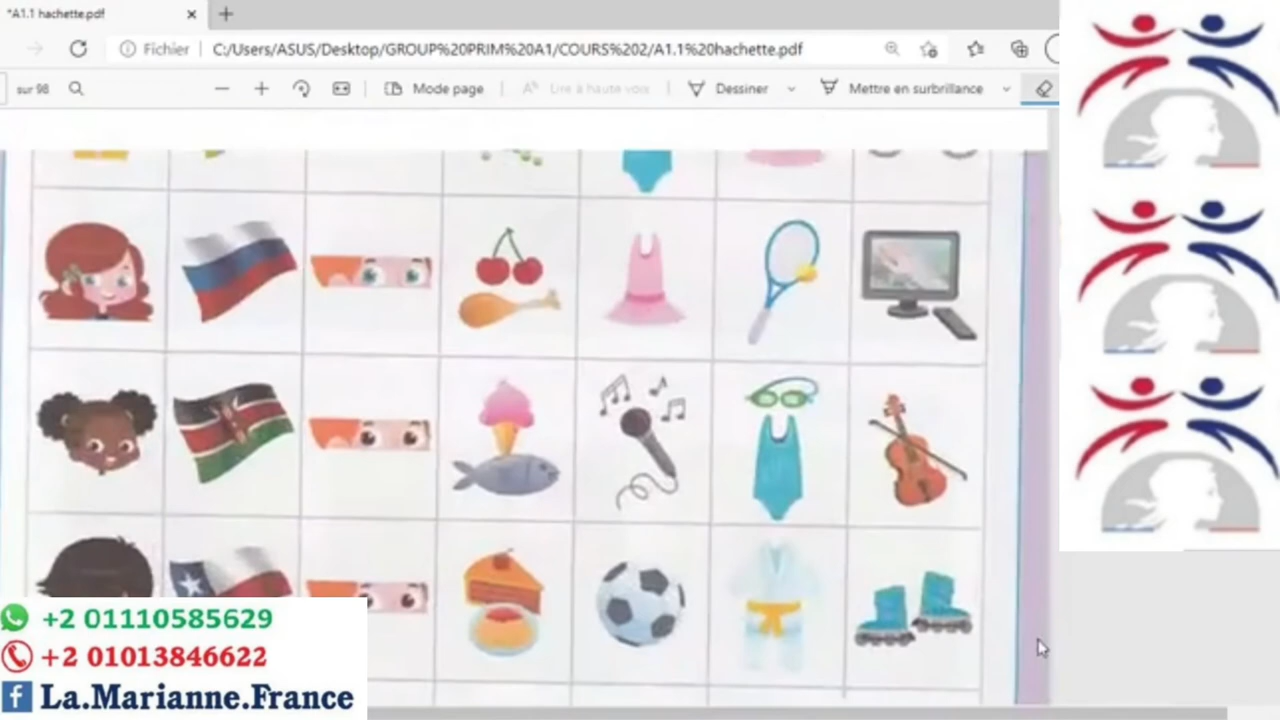 *A1.1 hachette.pdf
Fichier C:/Users/ASUS/Desktop/GROUP%20PRIM%20A1/COURS%202/A1.1%20hachette.pdf
sur 98 Mode page Lire à haute voix Dessiner Mettre en surbrillance
+2 01110585629
+2 01013846622
La.Marianne.France